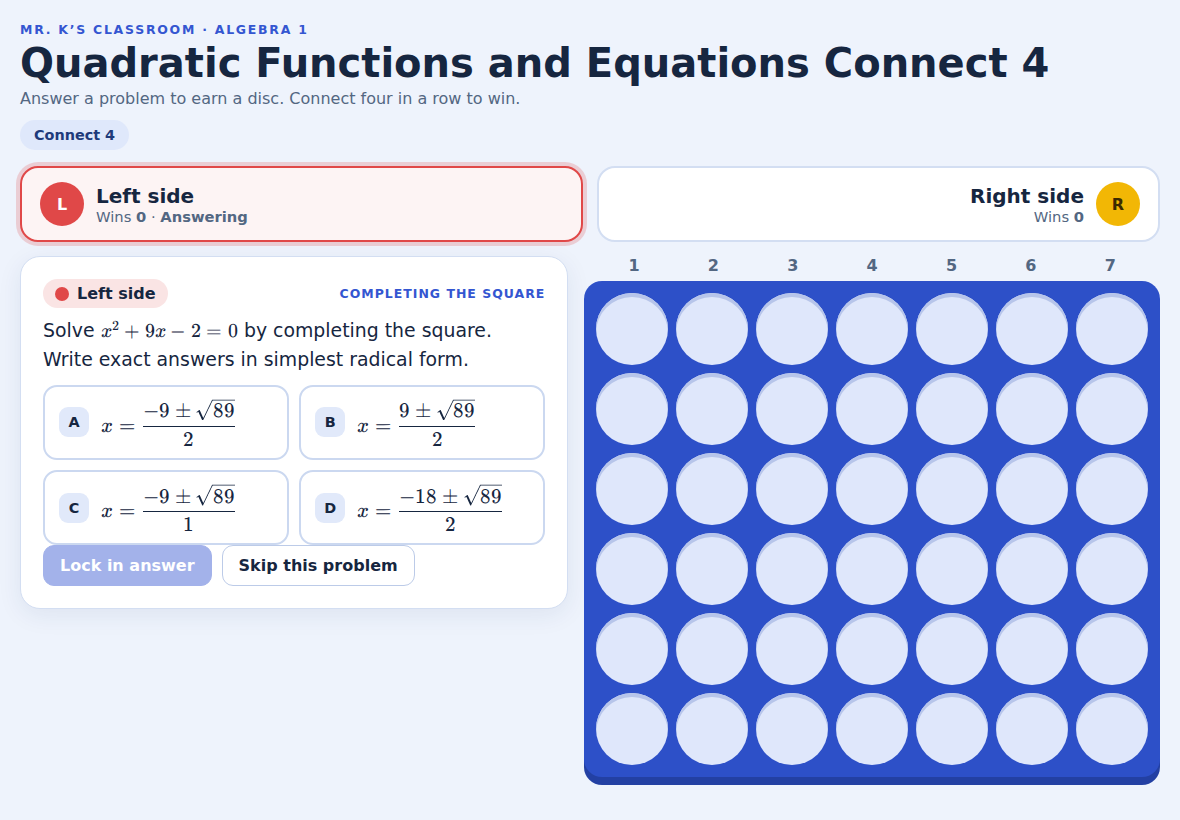 MR. K’S CLASSROOM · ALGEBRA 1
Quadratic Functions and Equations Connect 4
Answer a problem to earn a disc. Connect four in a row to win.
Connect 4
L
Left side
Wins 0 · Answering
Right side
Wins 0
R
Left side
COMPLETING THE SQUARE
Solve x² + 9x − 2 = 0 by completing the square.
Write exact answers in simplest radical form.
A x = (−9 ± √89)/2
B x = (9 ± √89)/2
C x = (−9 ± √89)/1
D x = (−18 ± √89)/2
Lock in answer
Skip this problem
1 2 3 4 5 6 7